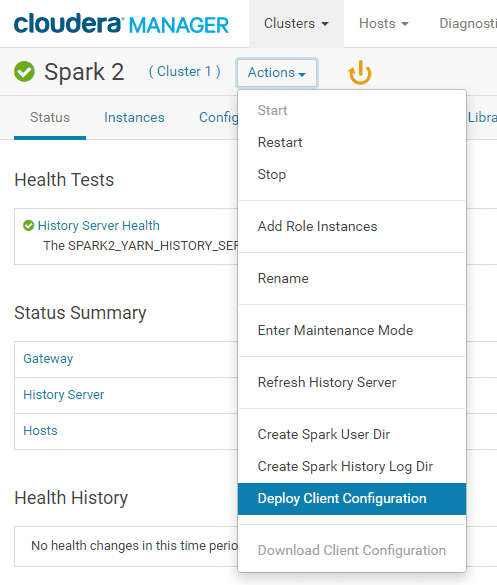 cloudera MANAGER Clusters Hosts Diagnosti
Spark 2 ( Cluster 1 ) Actions
Status Instances Config Libra
Start
Restart
Stop
Add Role Instances
Rename
Enter Maintenance Mode
Refresh History Server
Create Spark User Dir
Create Spark History Log Dir
Deploy Client Configuration
Download Client Configuration
Health Tests
History Server Health
The SPARK2_YARN_HISTORY_SER
Status Summary
Gateway
History Server
Hosts
Health History
No health changes in this time perio